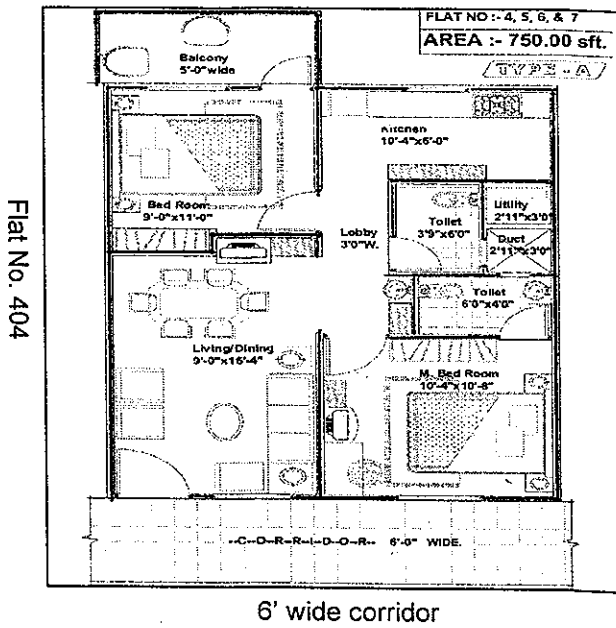 FLAT NO :- 4, 5, 6, & 7
AREA :- 750.00 sft.
TYPE - A
Balcony
5'-0"wide
Kitchen
10'-4"x6'-0"
Bed Room
9'-0"x11'-0"
Lobby
3'0"W.
Toilet
3'9"x6'0"
Utility
2'11"x3'0"
Duct
2'11"x3'0"
Toilet
6'0"x4'0"
Living/Dining
9'-0"x15'-4"
M. Bed Room
10'-4"x10'-6"
--C--O--R--R--I--D--O--R-- 6'-0" WIDE.
Flat No. 404
6' wide corridor